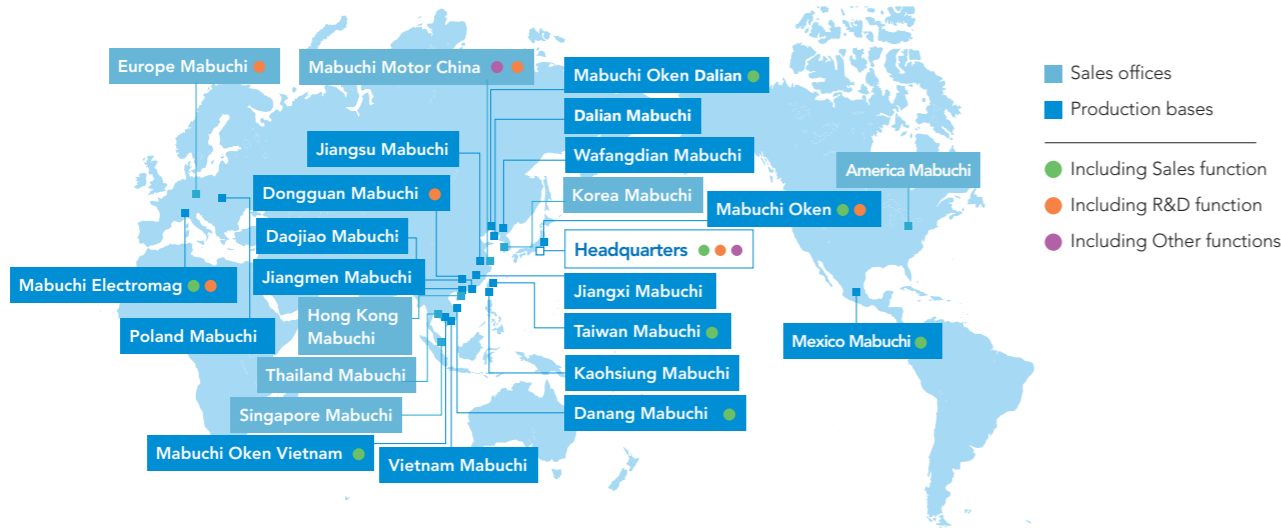 Europe Mabuchi
Mabuchi Motor China
Mabuchi Oken Dalian
Dalian Mabuchi
Jiangsu Mabuchi
Wafangdian Mabuchi
Dongguan Mabuchi
Korea Mabuchi
Mabuchi Oken
Daojiao Mabuchi
Headquarters
Mabuchi Electromag
Jiangmen Mabuchi
Jiangxi Mabuchi
Poland Mabuchi
Hong Kong
Mabuchi
Taiwan Mabuchi
Thailand Mabuchi
Kaohsiung Mabuchi
Singapore Mabuchi
Danang Mabuchi
Mabuchi Oken Vietnam
Vietnam Mabuchi
America Mabuchi
Mexico Mabuchi
Sales offices
Production bases
Including Sales function
Including R&D function
Including Other functions